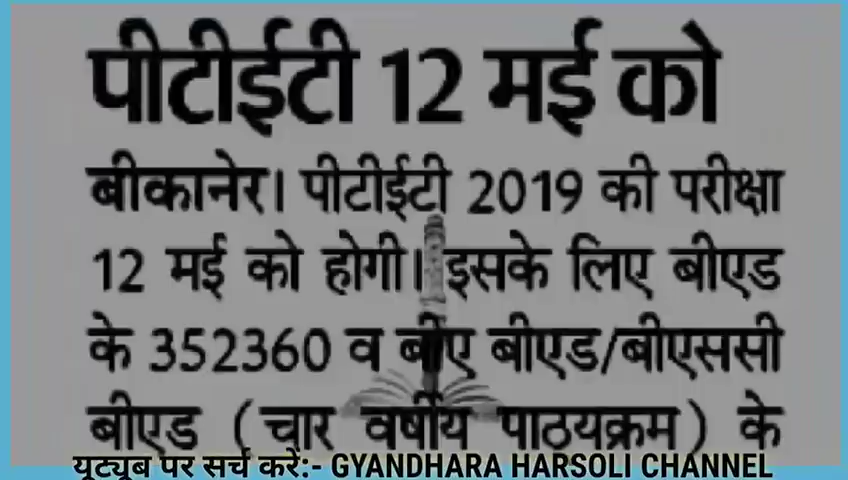 पीटीईटी 12 मई को
बीकानेर। पीटीईटी 2019 की परीक्षा
12 मई को होगी। इसके लिए बीएड
के 352360 व बीए बीएड/बीएससी
बीएड (चार वर्षीय पाठयक्रम) के
यूट्यूब पर सर्च करें:- GYANDHARA HARSOLI CHANNEL